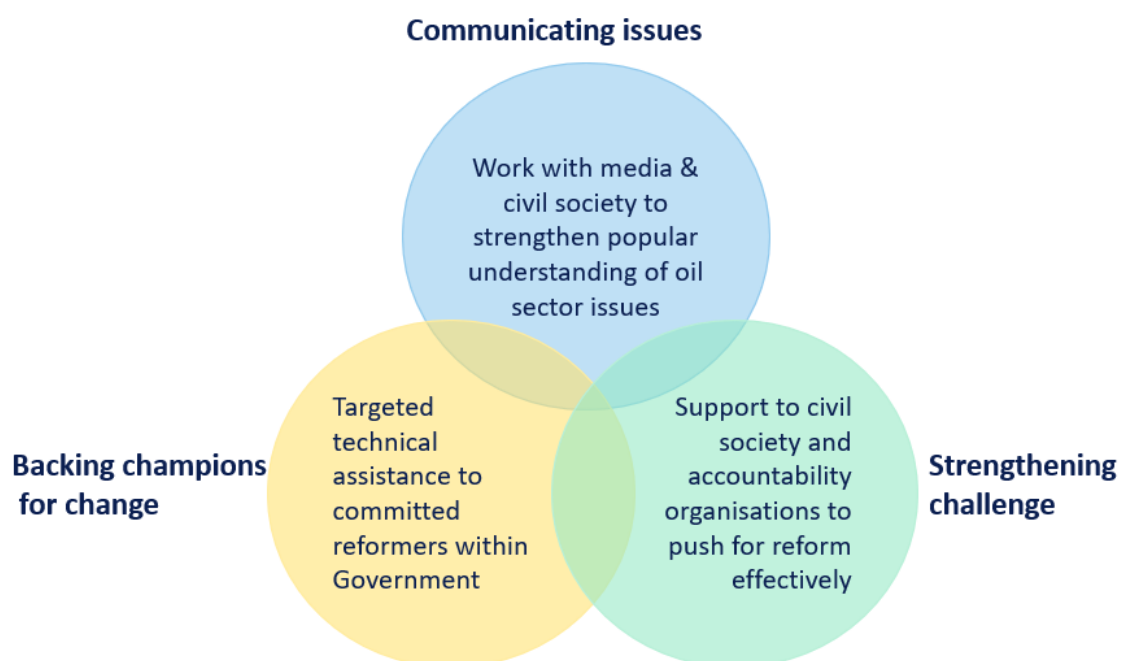 Communicating issues
Work with media &
civil society to
strengthen popular
understanding of oil
sector issues
Backing champions
for change
Targeted
technical
assistance to
committed
reformers within
Government
Support to civil
society and
accountability
organisations to
push for reform
effectively
Strengthening
challenge